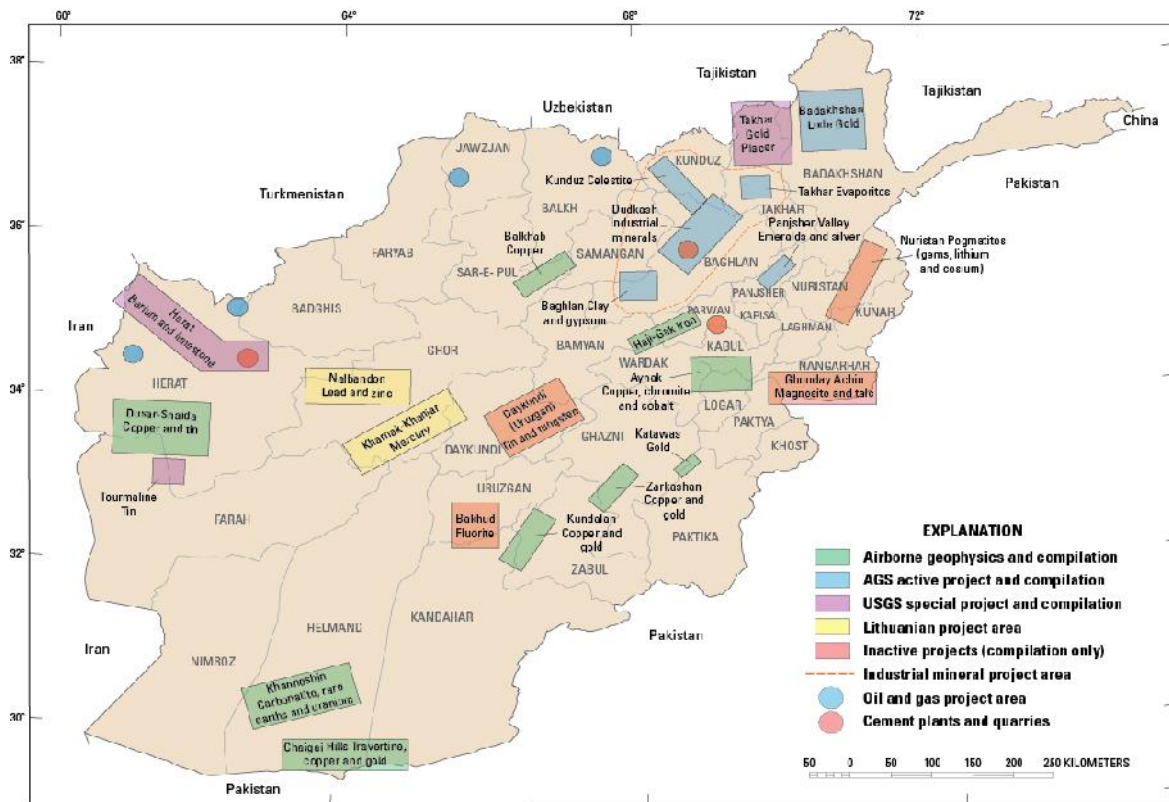 60°
64°
68°
72°
38°
36°
34°
32°
30°
Tajikistan
Tajikistan
Uzbekistan
China
Turkmenistan
Pakistan
Iran
Iran
Pakistan
Pakistan
JAWZJAN
KUNDUZ
BADAKHSHAN
BALKH
TAKHAR
FARYAB
SAR-E-PUL
SAMANGAN
BAGHLAN
BADGHIS
PANJSHER
NURISTAN
KUNAR
PARWAN
KAPISA
LAGHMAN
BAMYAN
GHOR
KABUL
WARDAK
NANGARHAR
HERAT
LOGAR
PAKTYA
KHOST
GHAZNI
DAYKUNDI
URUZGAN
FARAH
PAKTIKA
ZABUL
KANDAHAR
HELMAND
NIMROZ
Takhar
Gold
Placer
Badakhshan
Lode Gold
Kunduz Celestite
Takhar Evaporites
Dudkash
Industrial
minerals
Panjsher Valley
Emeralds and silver
Balkhab
Copper
Nuristan Pegmatites
(gems, lithium
and cesium)
Baghlan Clay
and gypsum
Herat
Barium and limestone
Haji-Gak Iron
Aynak
Copper, chromite
and cobalt
Ghunday Achin
Magnesite and talc
Nalbandon
Lead and zinc
Dusar-Shaida
Copper and tin
Khamak-Khanjar
Mercury
Daykundi
(Uruzgan)
Tin and tungsten
Katawas
Gold
Tourmaline
Tin
Zarkashan
Copper and
gold
Bakhud
Fluorite
Kundalan
Copper and
gold
Khanneshin
Carbonatite, rare
earths and uranium
Chaigai Hills Travertine,
copper and gold
EXPLANATION
Airborne geophysics and compilation
AGS active project and compilation
USGS special project and compilation
Lithuanian project area
Inactive projects (compilation only)
Industrial mineral project area
Oil and gas project area
Cement plants and quarries
50 0 50 100 150 200 250 KILOMETERS